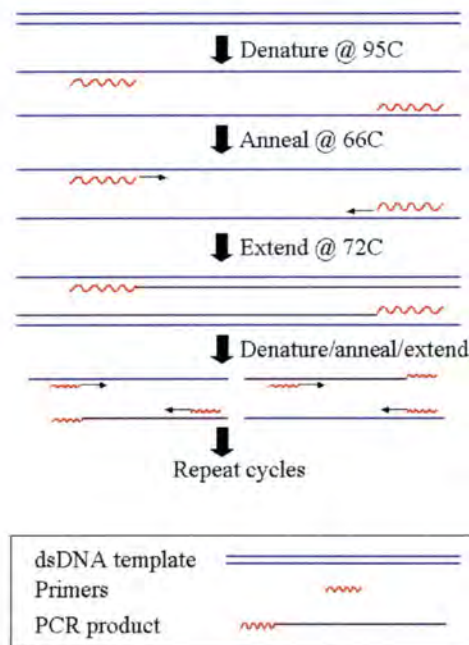 Denature @ 95C
Anneal @ 66C
Extend @ 72C
Denature/anneal/extend
Repeat cycles
dsDNA template
Primers
PCR product